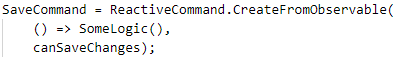 SaveCommand = ReactiveCommand.CreateFromObservable(
    () => SomeLogic(),
    canSaveChanges);